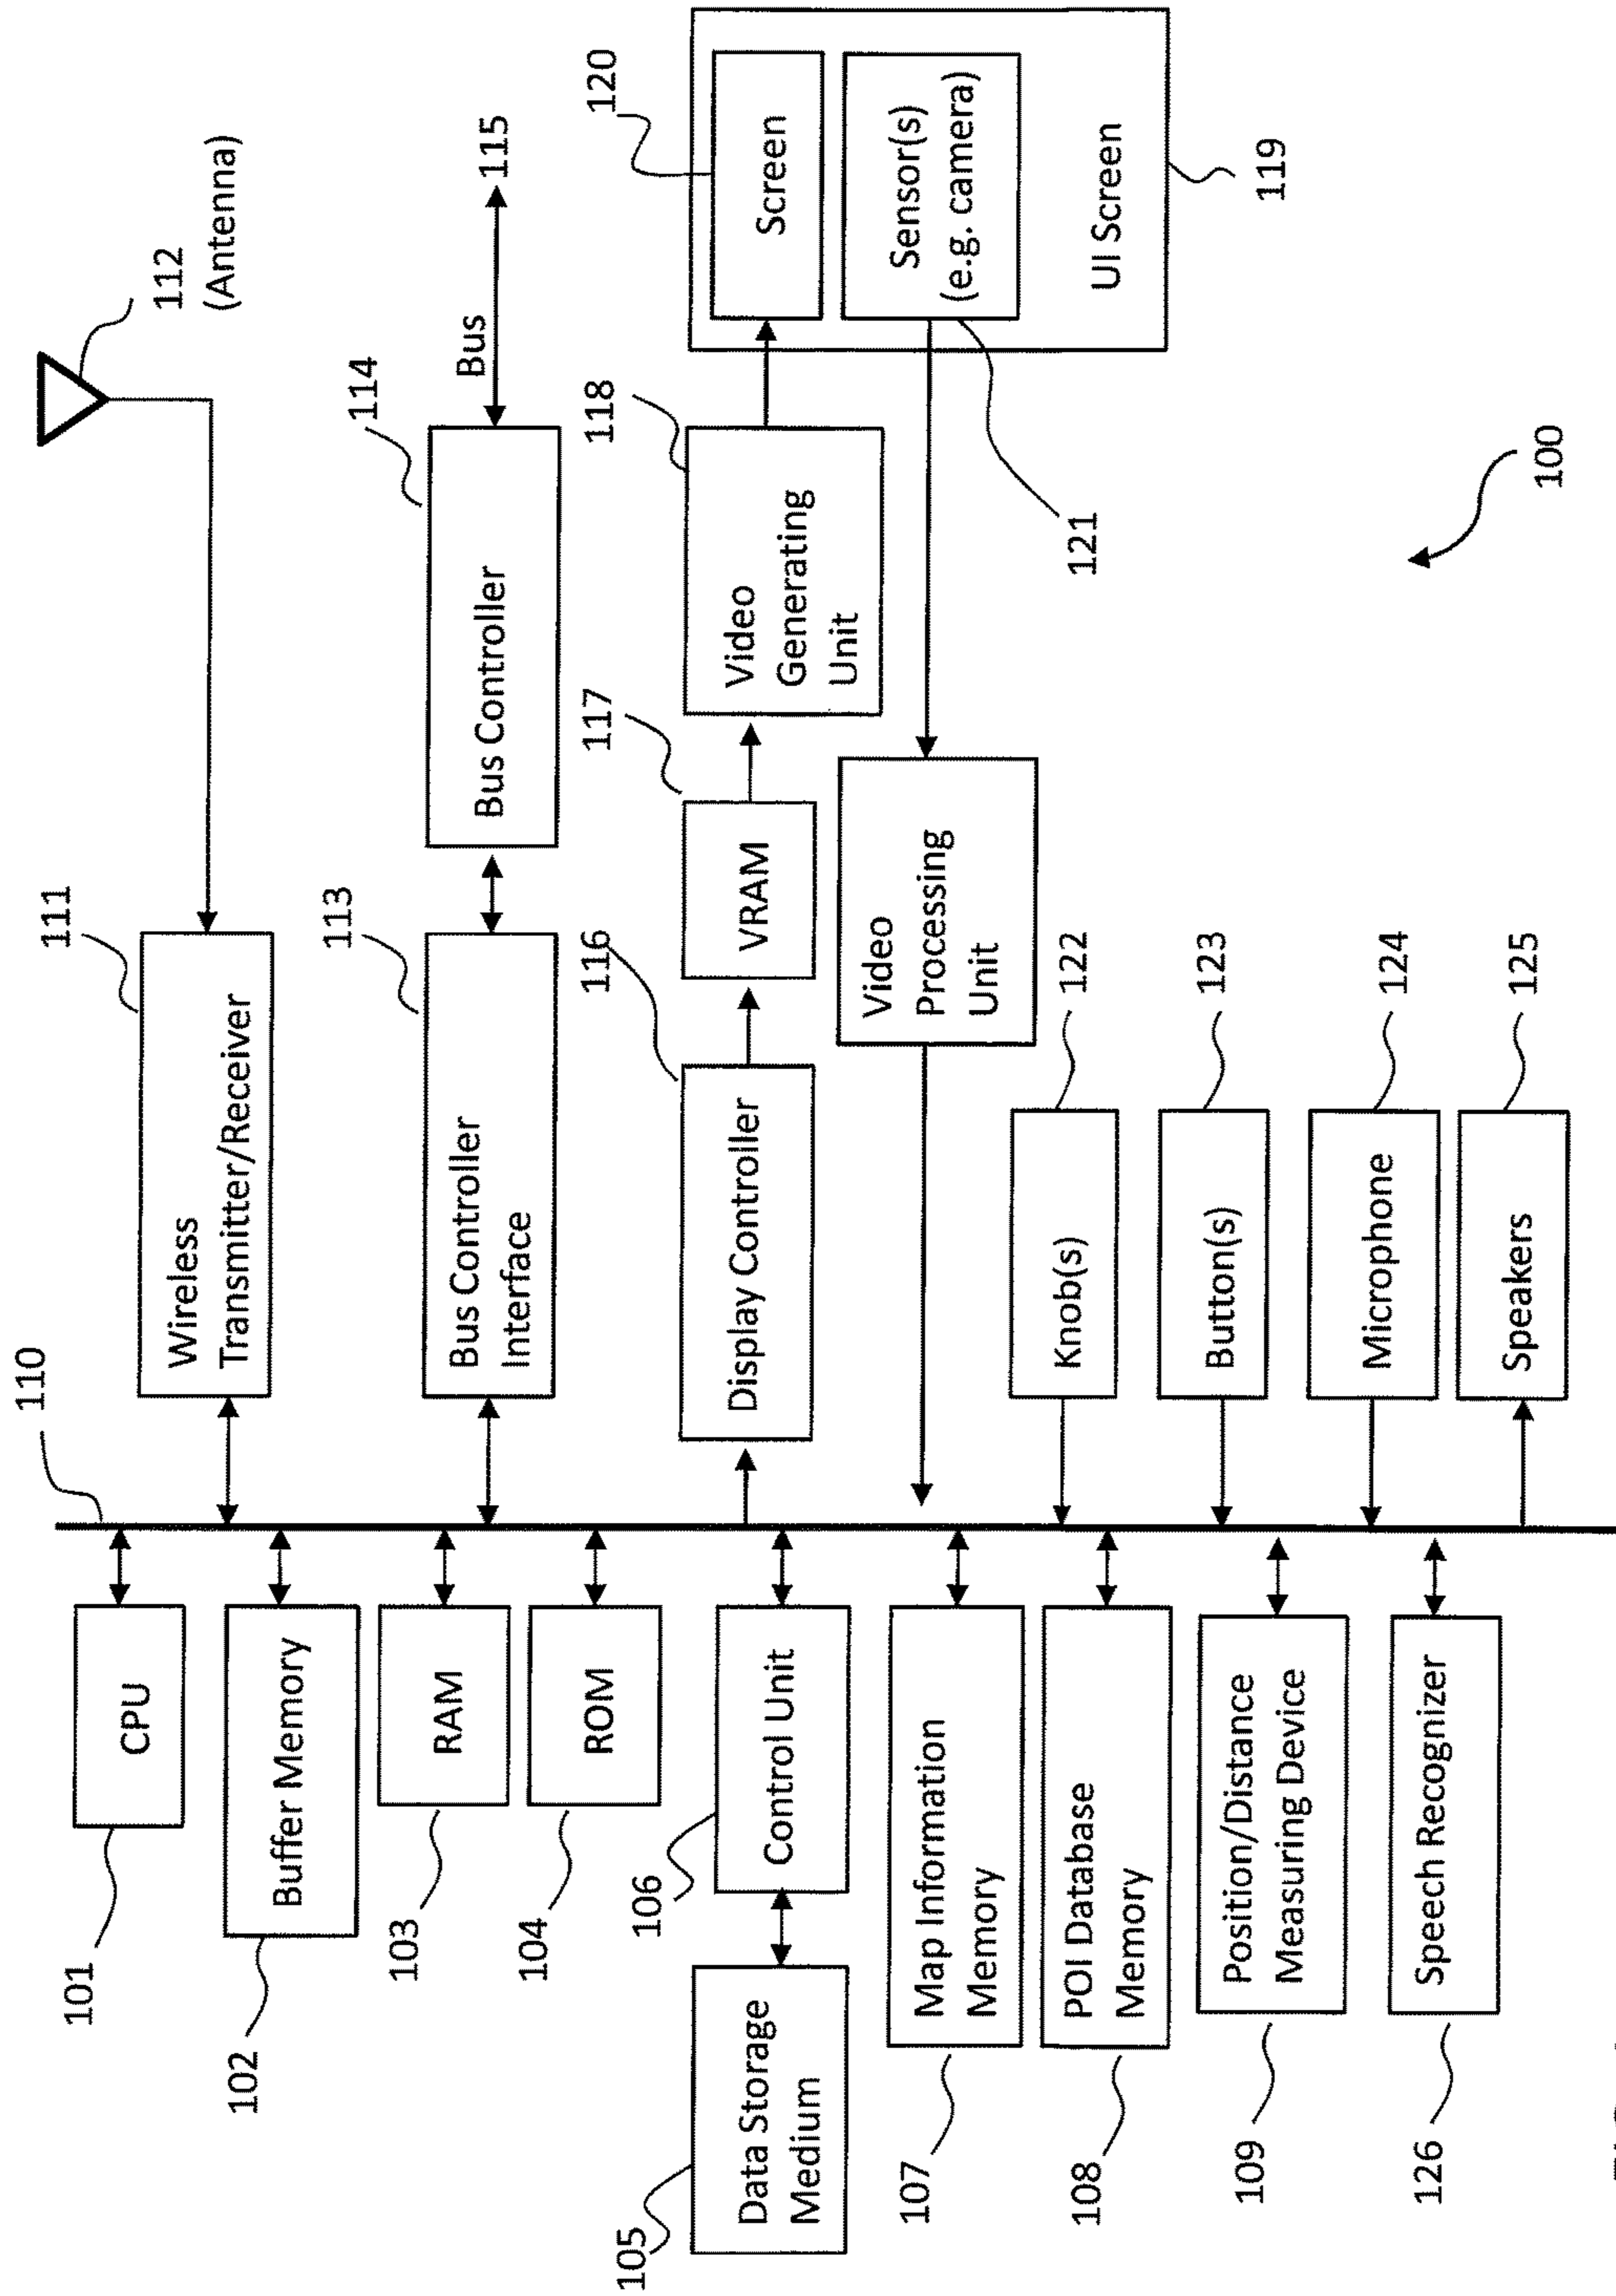 110
101
CPU
102
Buffer Memory
103
RAM
104
ROM
105
Data Storage
Medium
106
Control Unit
107
Map Information
Memory
108
POI Database
Memory
109
Position/Distance
Measuring Device
126
Speech Recognizer
111
Wireless
Transmitter/Receiver
112
(Antenna)
113
Bus Controller
Interface
114
Bus Controller
Bus
115
116
Display Controller
117
VRAM
118
Video
Generating
Unit
120
Screen
Sensor(s)
(e.g. camera)
UI Screen
119
121
Video
Processing
Unit
Knob(s)
122
Button(s)
123
Microphone
124
Speakers
125
100